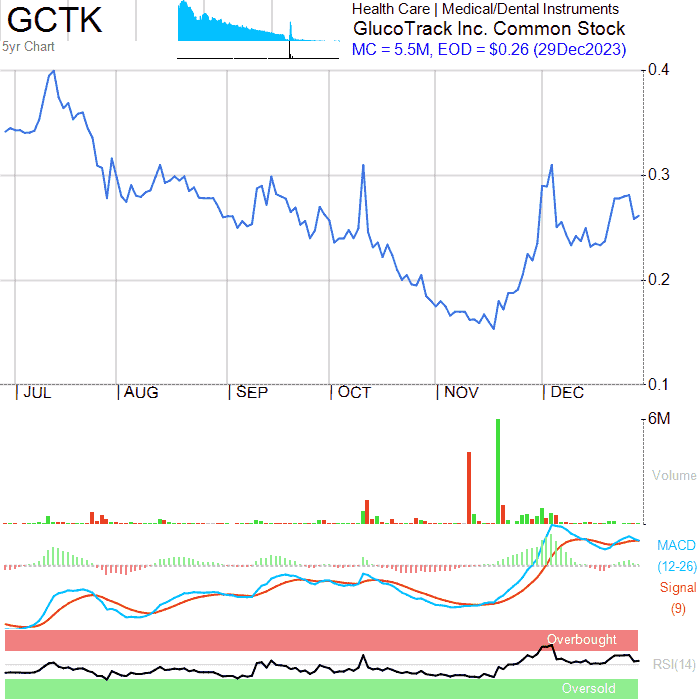 GCTK
5yr Chart
Health Care | Medical/Dental Instruments
GlucoTrack Inc. Common Stock
MC = 5.5M, EOD = $0.26 (29Dec2023)
0.4
0.3
0.2
0.1
JUL
AUG
SEP
OCT
NOV
DEC
6M
Volume
MACD
(12-26)
Signal
(9)
Overbought
RSI(14)
Oversold